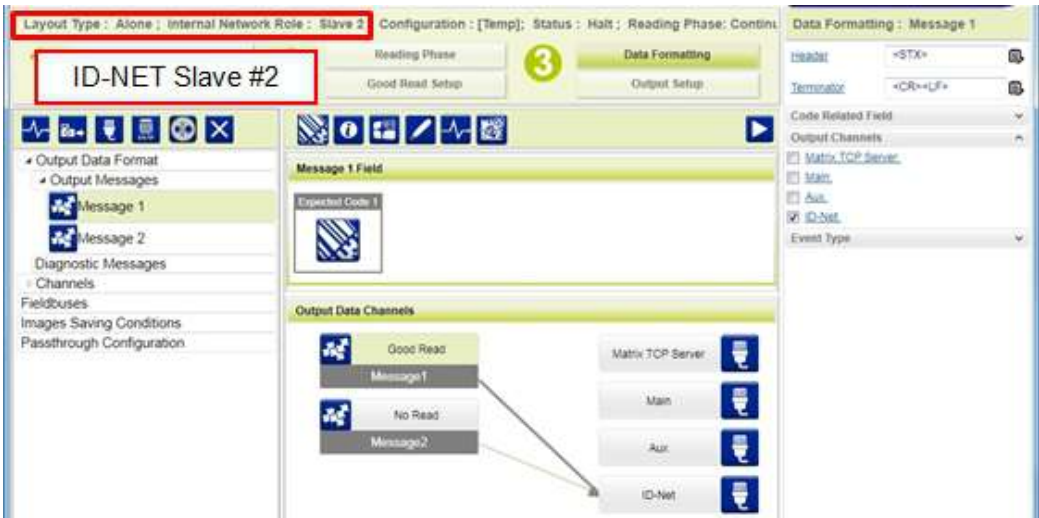 Layout Type : Alone ; Internal Network Role : Slave 2 Configuration : [Temp]; Status : Halt ; Reading Phase: Continu
ID-NET Slave #2
Reading Phase
Good Read Setup
3
Data Formatting
Output Setup
Output Data Format
Output Messages
Message 1
Message 2
Diagnostic Messages
Channels
Fieldbuses
Images Saving Conditions
Passthrough Configuration
Message 1 Field
Expected Code 1
Output Data Channels
Good Read
Message1
No Read
Message2
Matrix TCP Server
Main
Aux
ID-Net
Data Formatting : Message 1
Header <STX>
Terminator <CR><LF>
Code Related Field
Output Channels
Matrix TCP Server
Main
Aux
ID-Net
Event Type